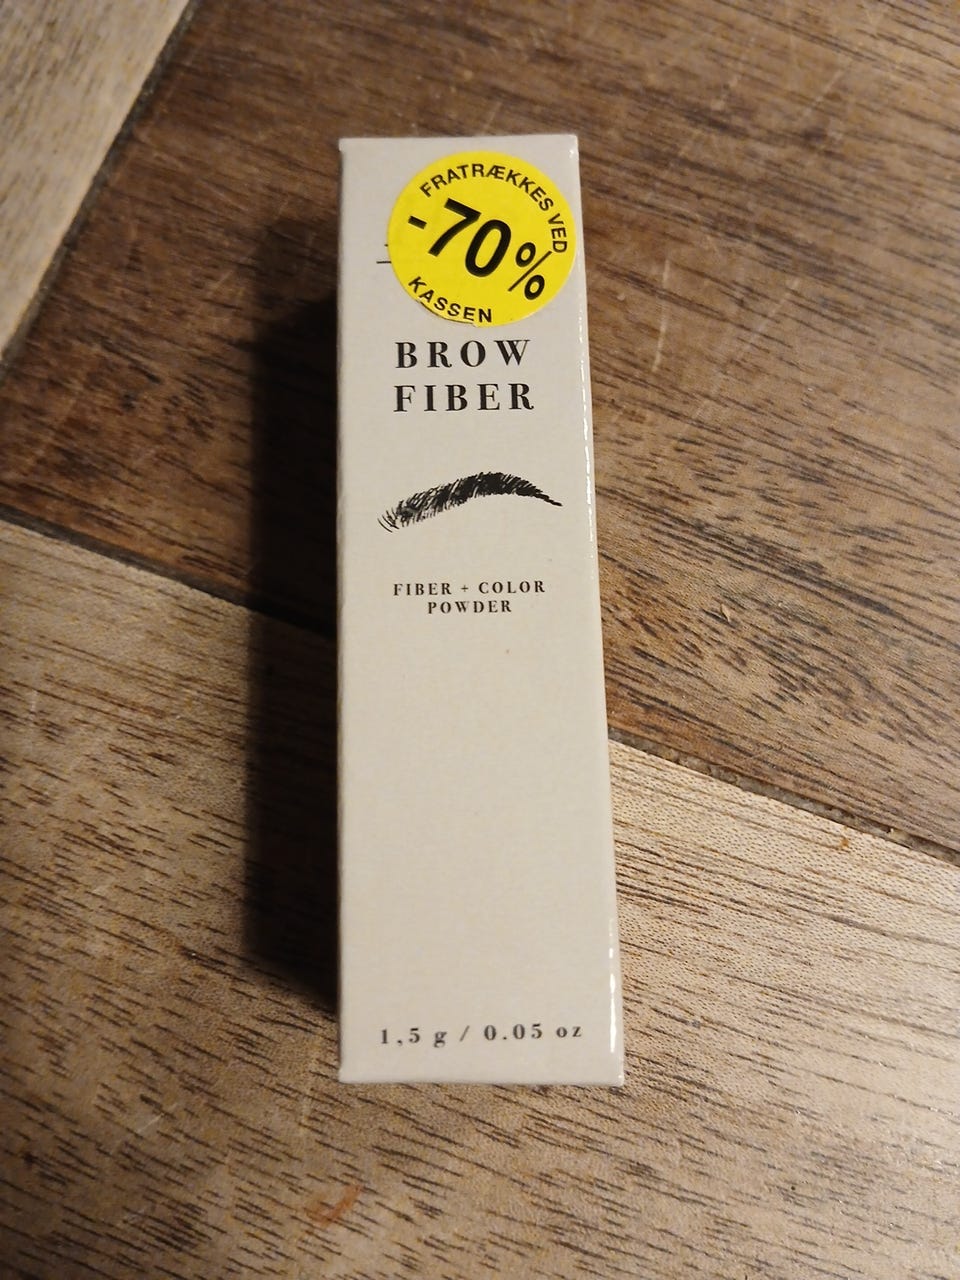 FRATRÆKKES VED
-70%
KASSEN
BROW
FIBER
FIBER + COLOR
POWDER
1,5 g / 0.05 oz